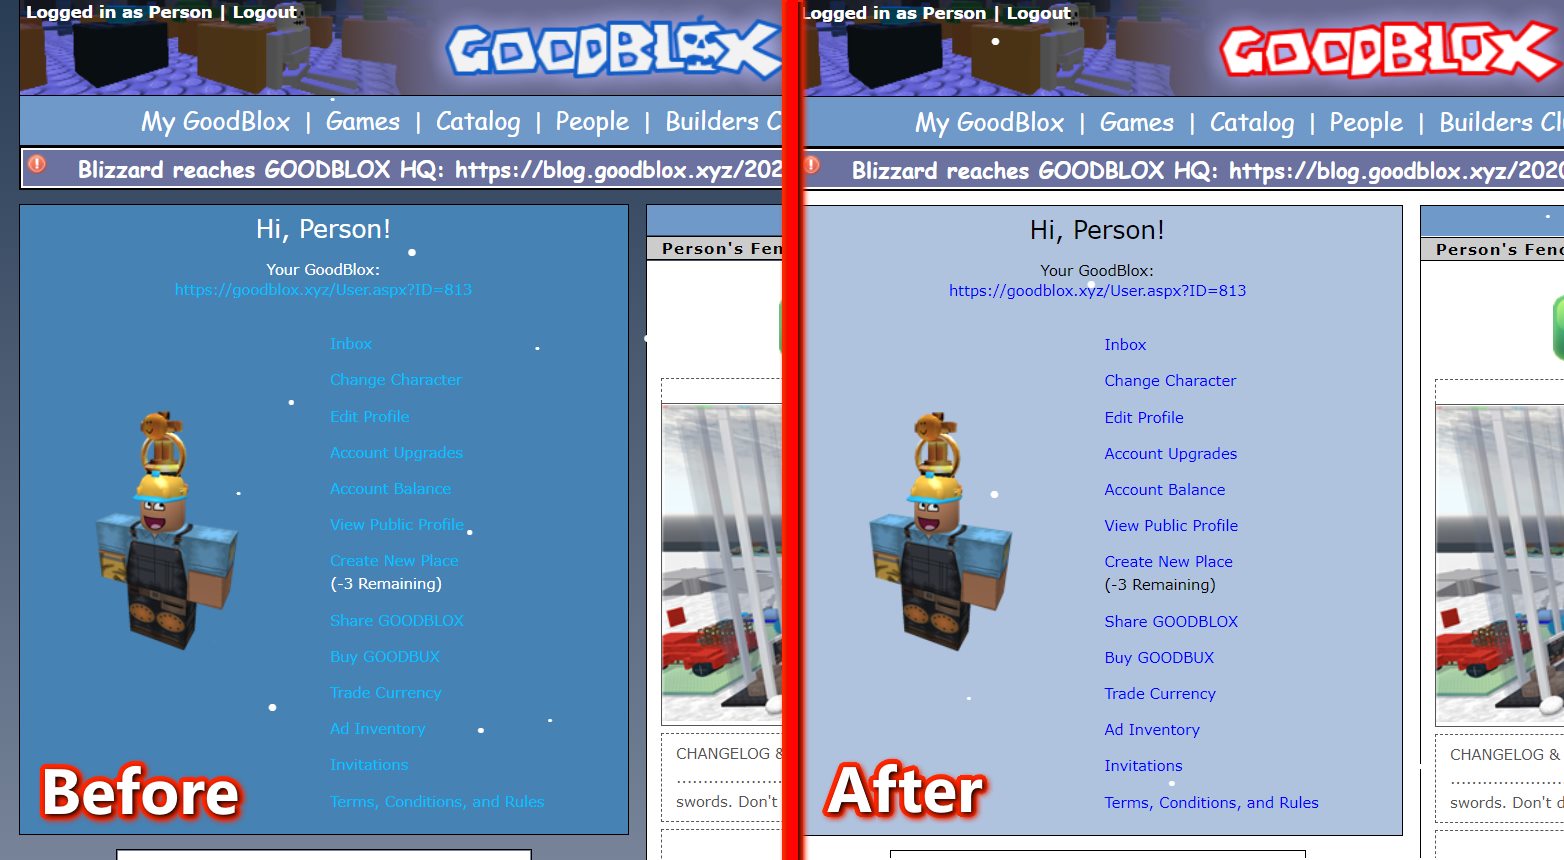 Logged in as Person | Logout
GOODBLOX
My GoodBlox | Games | Catalog | People | Builders C
Blizzard reaches GOODBLOX HQ: https://blog.goodblox.xyz/202
Hi, Person!
Your GoodBlox:
https://goodblox.xyz/User.aspx?ID=813
Inbox
Change Character
Edit Profile
Account Upgrades
Account Balance
View Public Profile
Create New Place
(-3 Remaining)
Share GOODBLOX
Buy GOODBUX
Trade Currency
Ad Inventory
Invitations
Terms, Conditions, and Rules
Before
Person's Fen
CHANGELOG &
swords. Don't
Logged in as Person | Logout
GOODBLOX
My GoodBlox | Games | Catalog | People | Builders Cl
Blizzard reaches GOODBLOX HQ: https://blog.goodblox.xyz/2020
Hi, Person!
Your GoodBlox:
https://goodblox.xyz/User.aspx?ID=813
Inbox
Change Character
Edit Profile
Account Upgrades
Account Balance
View Public Profile
Create New Place
(-3 Remaining)
Share GOODBLOX
Buy GOODBUX
Trade Currency
Ad Inventory
Invitations
Terms, Conditions, and Rules
After
Person's Fenc
CHANGELOG &
swords. Don't d